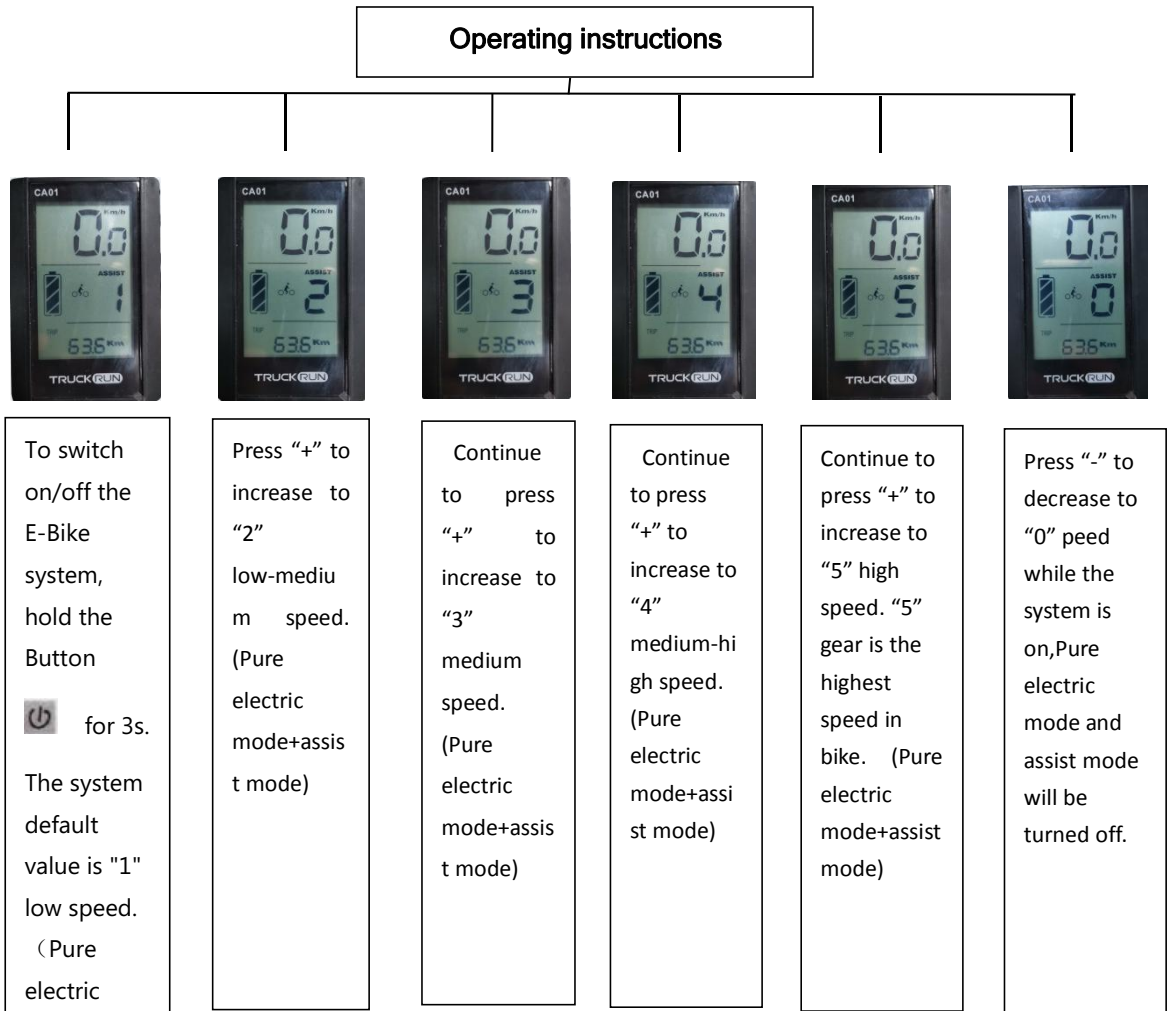 Operating instructions
CA01
0.0 Km/h
ASSIST
1
TRIP
63.6 Km
TRUCKRUN
CA01
0.0 Km/h
ASSIST
2
TRIP
63.6 Km
TRUCKRUN
CA01
0.0 Km/h
ASSIST
3
TRIP
63.6 Km
TRUCKRUN
CA01
0.0 Km/h
ASSIST
4
TRIP
63.6 Km
TRUCKRUN
CA01
0.0 Km/h
ASSIST
5
TRIP
63.6 Km
TRUCKRUN
CA01
0.0 Km/h
ASSIST
0
TRIP
63.6 Km
TRUCKRUN
To switch
on/off the
E-Bike
system,
hold the
Button
for 3s.
The system
default
value is "1"
low speed.
（Pure
electric
Press “+” to
increase to
“2”
low-mediu
m speed.
(Pure
electric
mode+assis
t mode)
Continue
to press
“+” to
increase to
“3”
medium
speed.
(Pure
electric
mode+assis
t mode)
Continue
to press
“+” to
increase to
“4”
medium-hi
gh speed.
(Pure
electric
mode+assi
st mode)
Continue to
press “+” to
increase to
“5” high
speed. “5”
gear is the
highest
speed in
bike. (Pure
electric
mode+assist
mode)
Press “-” to
decrease to
“0” peed
while the
system is
on,Pure
electric
mode and
assist mode
will be
turned off.